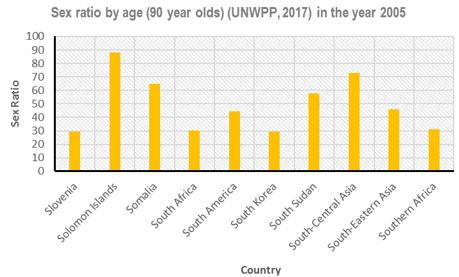 Sex ratio by age (90 year olds) (UNWPP, 2017) in the year 2005
100
90
80
70
60
50
40
30
20
10
0
Sex Ratio
Slovenia
Solomon Islands
Somalia
South Africa
South America
South Korea
South Sudan
South-Central Asia
South-Eastern Asia
Southern Africa
Country